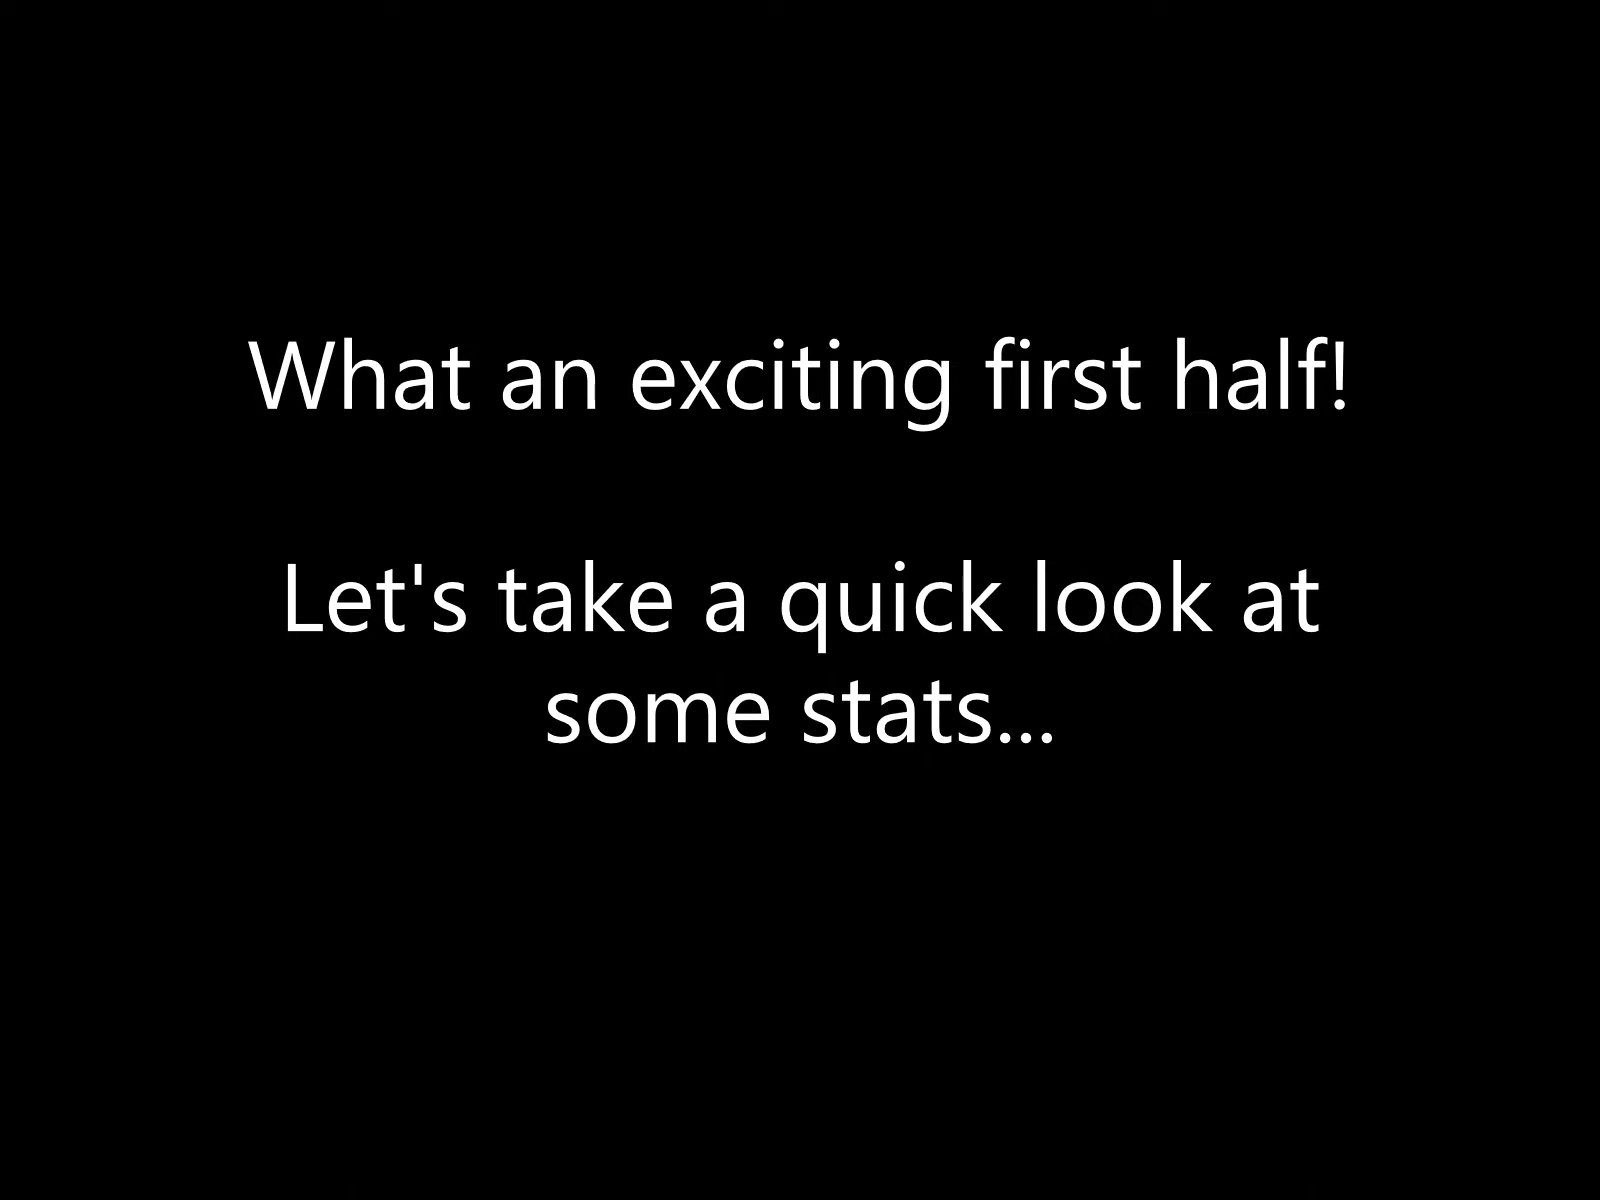 What an exciting first half!
Let's take a quick look at
some stats...